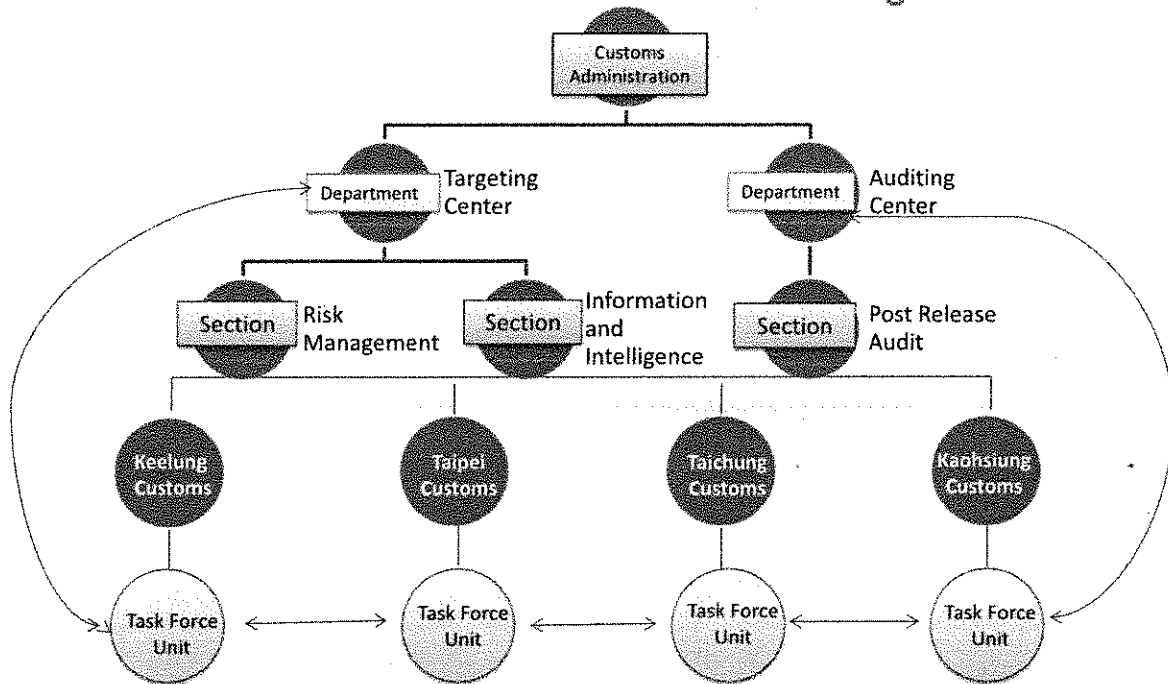 Customs
Administration
Department
Targeting
Center
Department
Auditing
Center
Section
Risk
Management
Section
Information
and
Intelligence
Section
Post Release
Audit
Keelung
Customs
Taipei
Customs
Taichung
Customs
Kaohsiung
Customs
Task Force
Unit
Task Force
Unit
Task Force
Unit
Task Force
Unit